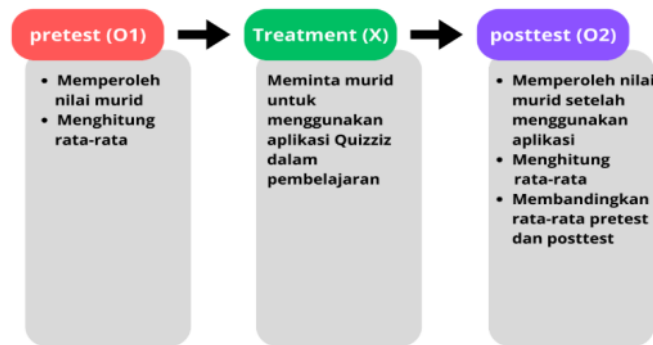 pretest (O1)
• Memperoleh
nilai murid
• Menghitung
rata-rata
Treatment (X)
Meminta murid
untuk
menggunakan
aplikasi Quizziz
dalam
pembelajaran
posttest (O2)
• Memperoleh nilai
murid setelah
menggunakan
aplikasi
• Menghitung
rata-rata
• Membandingkan
rata-rata pretest
dan posttest